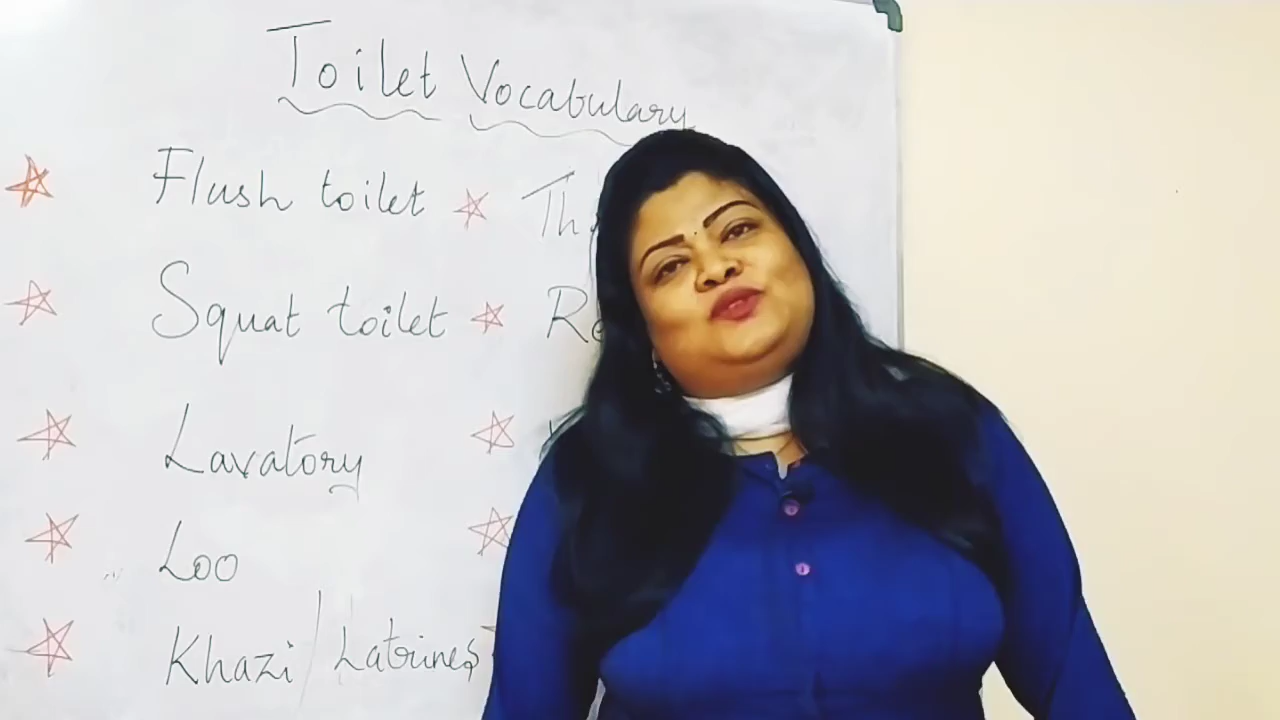 Toilet Vocabulary
Flush toilet
Squat toilet
Lavatory
Loo
Khazi / Latrines